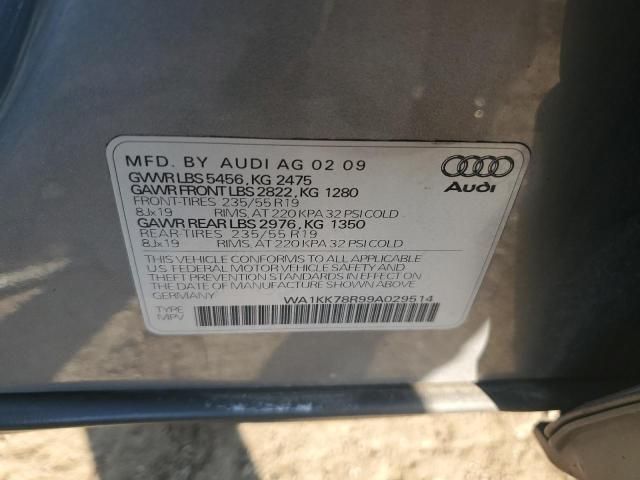 MFD. BY AUDI AG 02 09
GVWR LBS 5456, KG 2475
GAWR FRONT LBS 2822, KG 1280
FRONT-TIRES 235/55 R19
8Jx19 RIMS, AT 220 KPA 32 PSI COLD
GAWR REAR LBS 2976, KG 1350
REAR-TIRES 235/55 R19
8Jx19 RIMS, AT 220 KPA 32 PSI COLD
THIS VEHICLE CONFORMS TO ALL APPLICABLE
U.S FEDERAL MOTOR VEHICLE SAFETY AND
THEFT PREVENTION STANDARDS IN EFFECT ON
THE DATE OF MANUFACTURE SHOWN ABOVE.
GERMANY WA1KK78R99A029514
TYPE
MPV
Audi